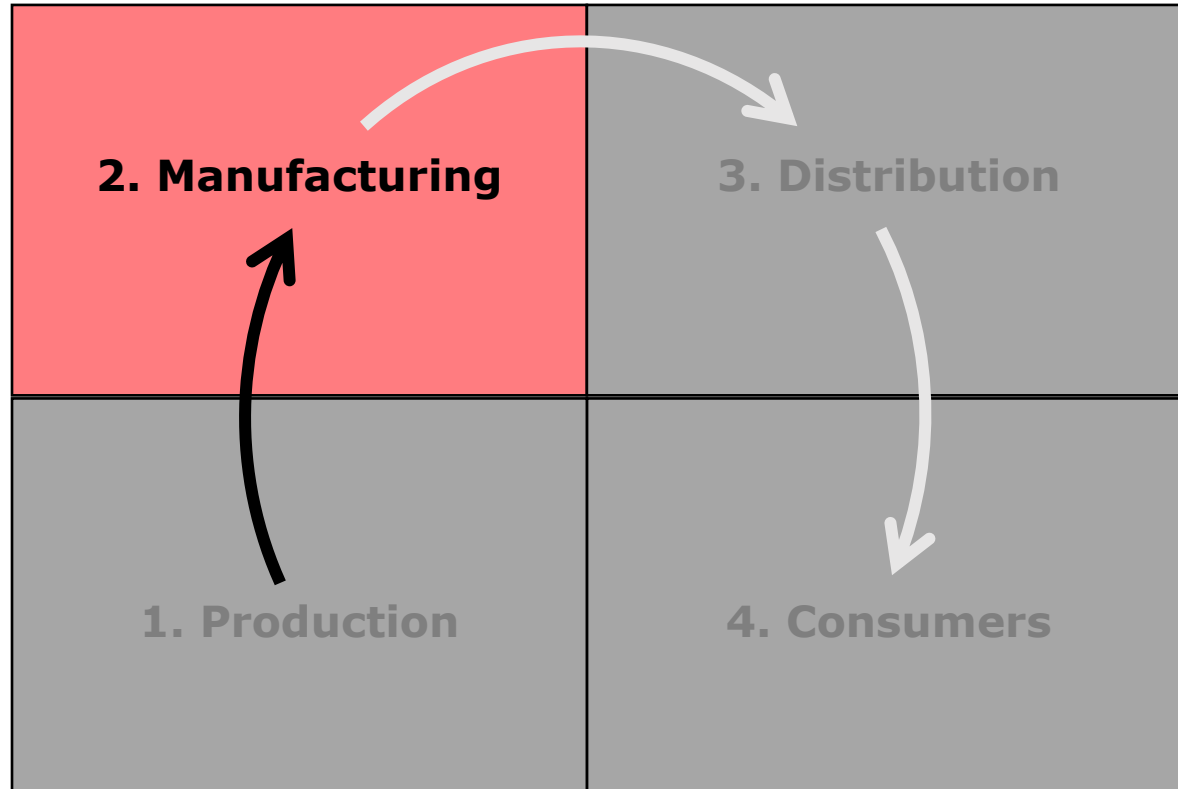 2. Manufacturing
3. Distribution
1. Production
4. Consumers